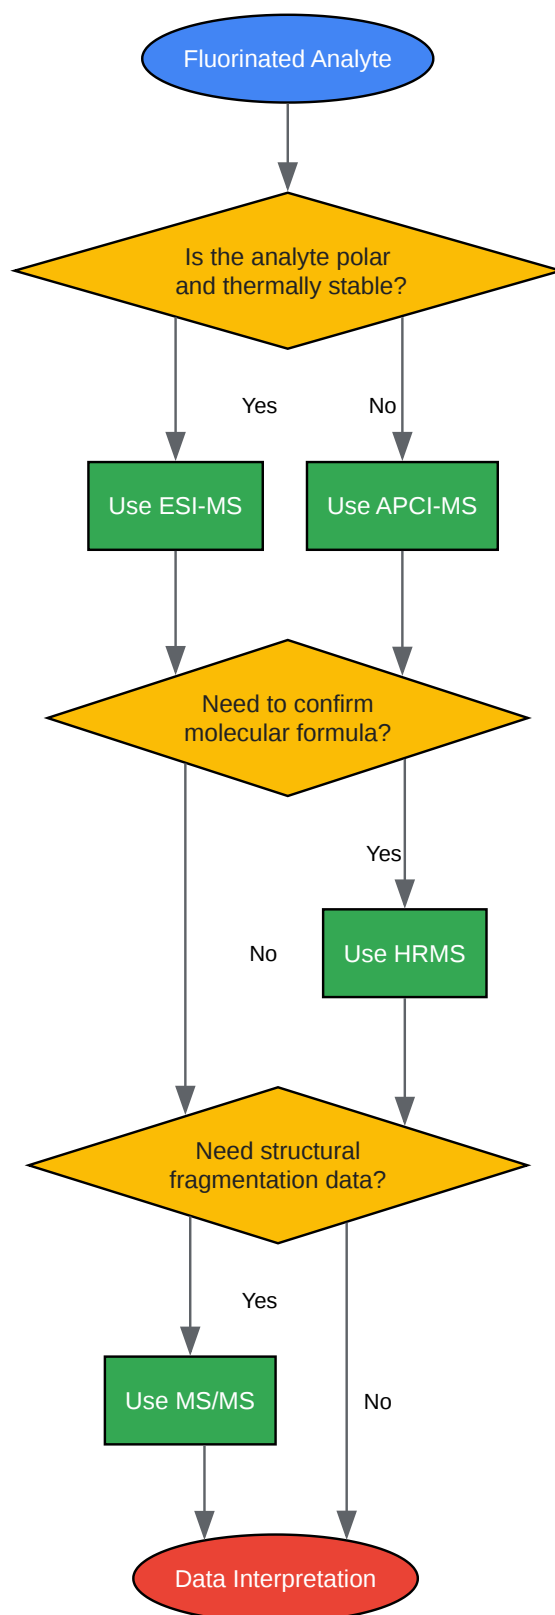 Fluorinated Analyte
Is the analyte polar
and thermally stable?
Yes
No
Use ESI-MS
Use APCI-MS
Need to confirm
molecular formula?
Yes
No
Use HRMS
Need structural
fragmentation data?
Yes
Use MS/MS
No
Data Interpretation